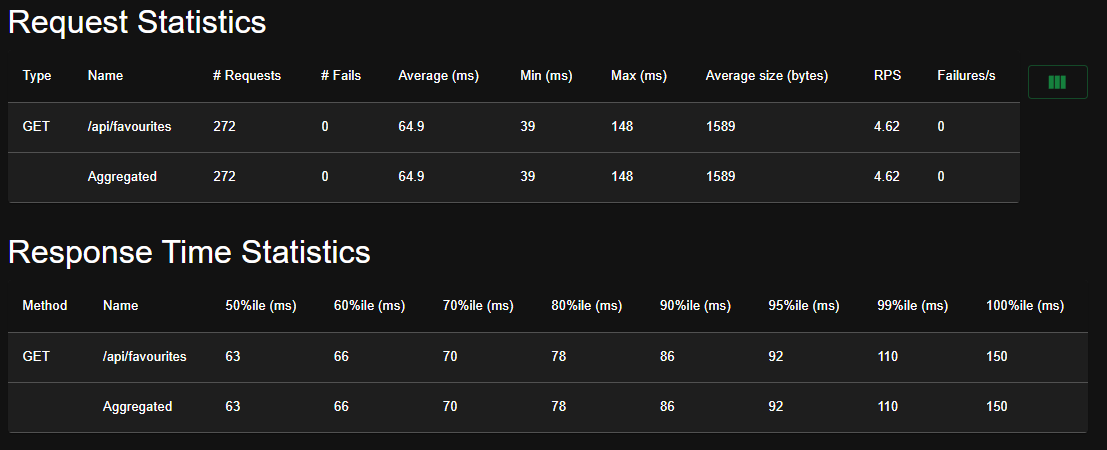 Request Statistics
Type Name # Requests # Fails Average (ms) Min (ms) Max (ms) Average size (bytes) RPS Failures/s
GET /api/favourites 272 0 64.9 39 148 1589 4.62 0
Aggregated 272 0 64.9 39 148 1589 4.62 0
Response Time Statistics
Method Name 50%ile (ms) 60%ile (ms) 70%ile (ms) 80%ile (ms) 90%ile (ms) 95%ile (ms) 99%ile (ms) 100%ile (ms)
GET /api/favourites 63 66 70 78 86 92 110 150
Aggregated 63 66 70 78 86 92 110 150